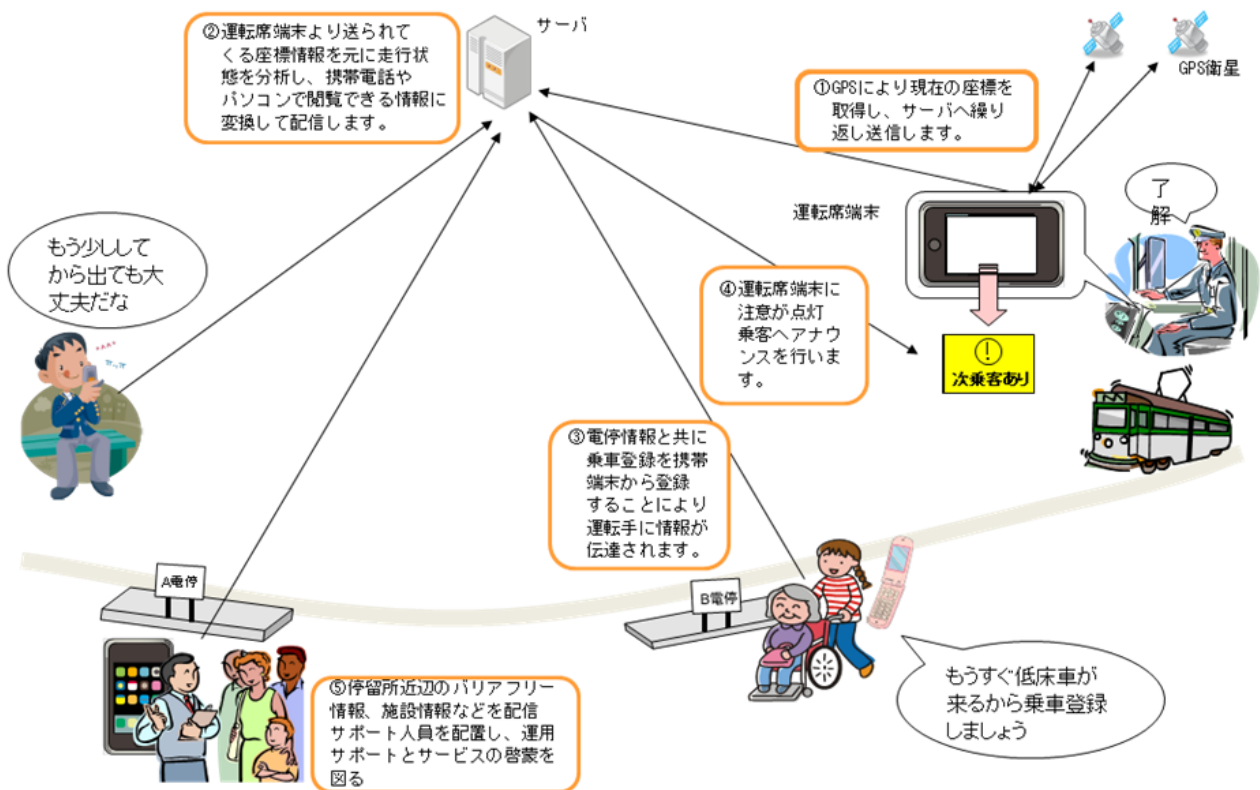 ②運転席端末より送られて
くる座標情報を元に走行状
態を分析し、携帯電話や
パソコンで閲覧できる情報に
変換して配信します。
サーバ
GPS衛星
①GPSにより現在の座標を
取得し、サーバへ繰り
返し送信します。
運転席端末
了
解
もう少しして
から出ても大
丈夫だな
④運転席端末に
注意が点灯
乗客へアナウ
ンスを行いま
す。
!
次乗客あり
③電停情報と共に
乗車登録を携帯
端末から登録
することにより
運転手に情報が
伝達されます。
A電停
B電停
もうすぐ低床車が
来るから乗車登録
しましょう
⑤停留所近辺のバリアフリー
情報、施設情報などを配信
サポート人員を配置し、運用
サポートとサービスの啓蒙を
図る